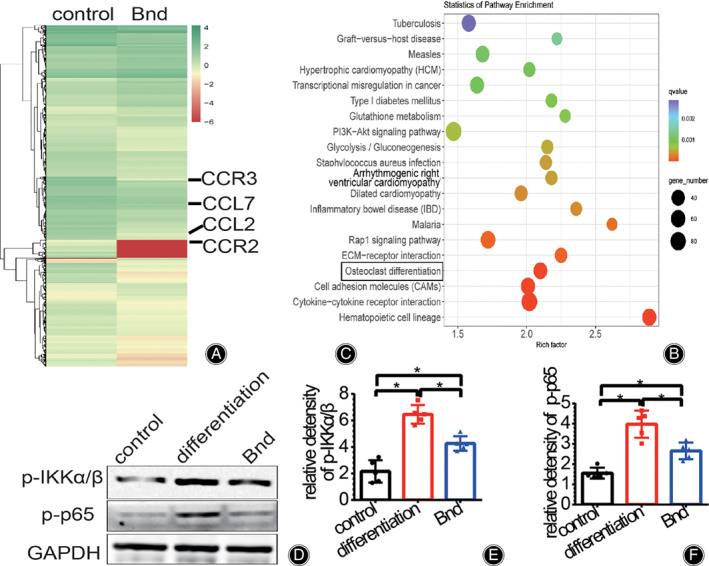 control Bnd
4
2
0
−2
−4
−6
CCR3
CCL7
CCL2
CCR2
A
Statistics of Pathway Enrichment
Tuberculosis
Graft-versus-host disease
Measles
Hypertrophic cardiomyopathy (HCM)
Transcriptional misregulation in cancer
Type I diabetes mellitus
Glutathione metabolism
PI3K-Akt signaling pathway
Glycolysis / Gluconeogenesis
Staphylococcus aureus infection
Arrhythmogenic right
ventricular cardiomyopathy
Dilated cardiomyopathy
Inflammatory bowel disease (IBD)
Malaria
Rap1 signaling pathway
ECM-receptor interaction
Osteoclast differentiation
Cell adhesion molecules (CAMs)
Cytokine-cytokine receptor interaction
Hematopoietic cell lineage
1.5 2.0 2.5
Rich factor
qvalue
0.002
0.001
gene_number
40
60
80
C
B
control differentiation Bnd
p-IKKα/β
p-p65
GAPDH
D
relative detensity
of p-IKKα/β
8
6
4
2
0
* * *
control differentiation Bnd
E
relative detensity of p-p65
5
4
3
2
1
0
* * *
control differentiation Bnd
F